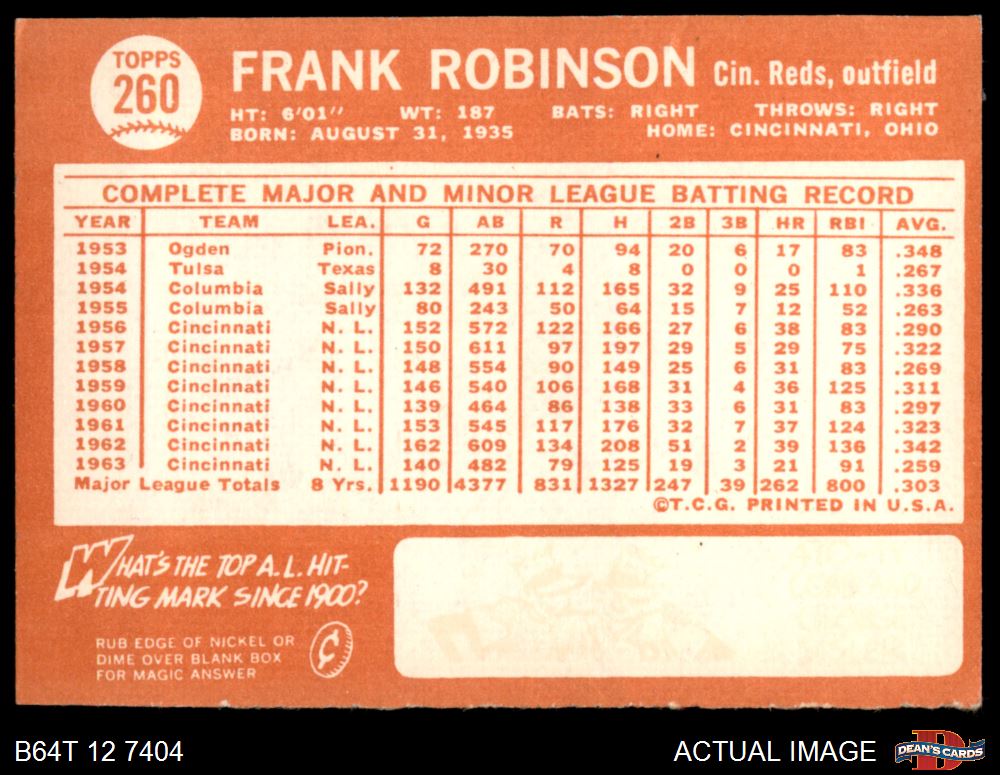 TOPPS
260
FRANK ROBINSON Cin. Reds, outfield
HT: 6'01" WT: 187 BATS: RIGHT THROWS: RIGHT
BORN: AUGUST 31, 1935 HOME: CINCINNATI, OHIO
COMPLETE MAJOR AND MINOR LEAGUE BATTING RECORD
YEAR TEAM LEA. G AB R H 2B 3B HR RBI AVG.
1953 Ogden Pion. 72 270 70 94 20 6 17 83 .348
1954 Tulsa Texas 8 30 4 8 0 0 0 1 .267
1954 Columbia Sally 132 491 112 165 32 9 25 110 .336
1955 Columbia Sally 80 243 50 64 15 7 12 52 .263
1956 Cincinnati N. L. 152 572 122 166 27 6 38 83 .290
1957 Cincinnati N. L. 150 611 97 197 29 5 29 75 .322
1958 Cincinnati N. L. 148 554 90 149 25 6 31 83 .269
1959 Cincinnati N. L. 146 540 106 168 31 4 36 125 .311
1960 Cincinnati N. L. 139 464 86 138 33 6 31 83 .297
1961 Cincinnati N. L. 153 545 117 176 32 7 37 124 .323
1962 Cincinnati N. L. 162 609 134 208 51 2 39 136 .342
1963 Cincinnati N. L. 140 482 79 125 19 3 21 91 .259
Major League Totals 8 Yrs. 1190 4377 831 1327 247 39 262 800 .303
©T.C.G. PRINTED IN U.S.A.
WHAT'S THE TOP A.L. HIT-
TING MARK SINCE 1900?
RUB EDGE OF NICKEL OR
DIME OVER BLANK BOX
FOR MAGIC ANSWER
¢
B64T 12 7404
ACTUAL IMAGE
D
DEAN'S CARDS